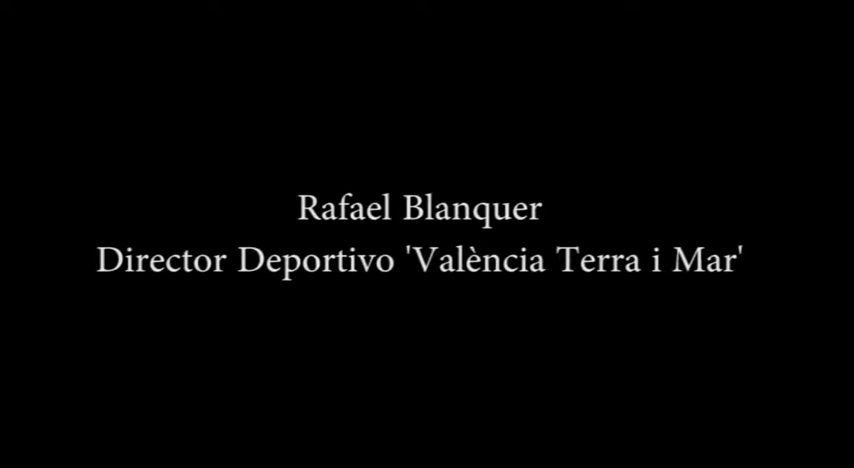 Rafael Blanquer
Director Deportivo 'València Terra i Mar'